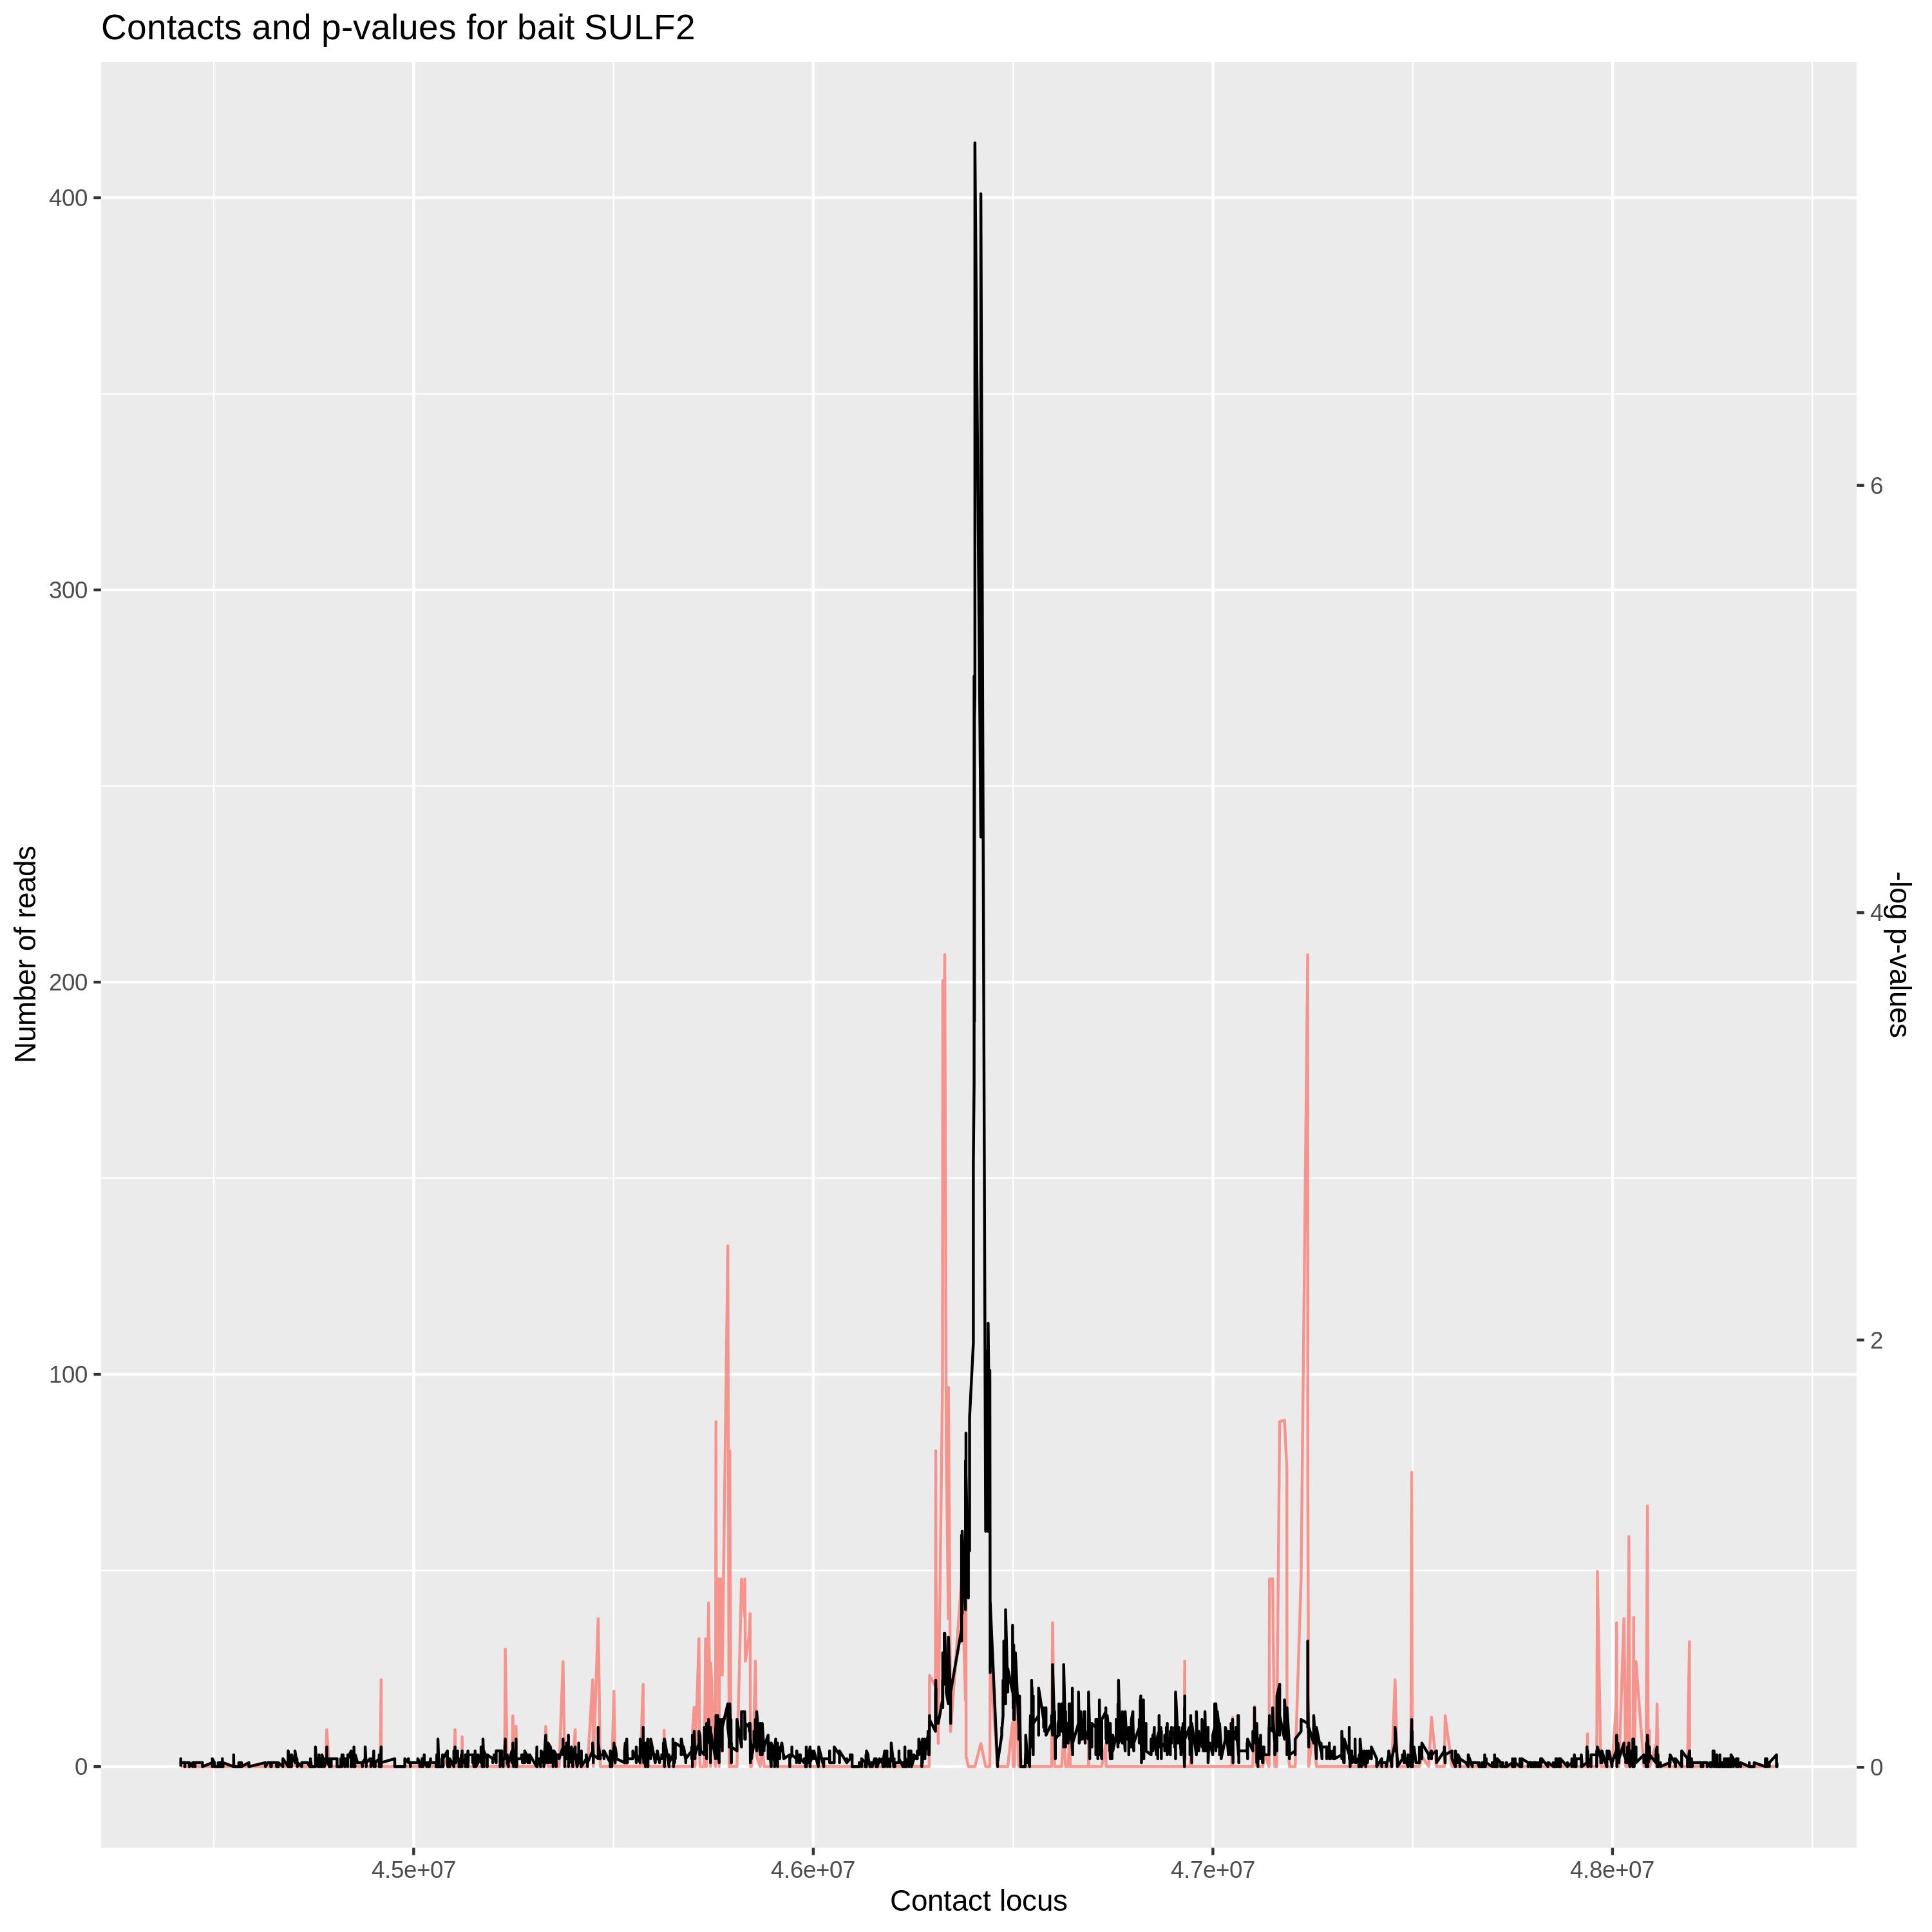 Contacts and p-values for bait SULF2
400
300
200
100
0
Number of reads
6
4
2
0
-log p-values
4.5e+07 4.6e+07 4.7e+07 4.8e+07
Contact locus